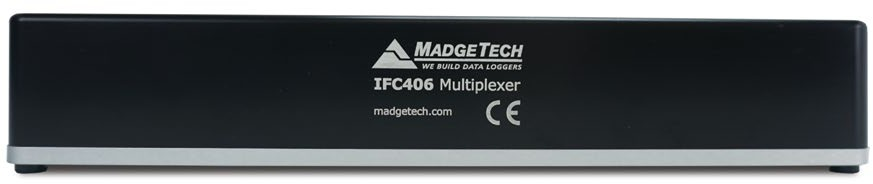 MADGETECH
WE BUILD DATA LOGGERS
IFC406 Multiplexer
madgetech.com CE